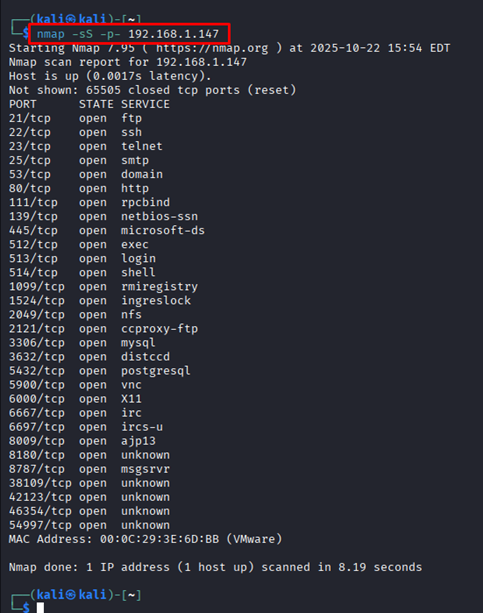 ┌──(kali㉿kali)-[~]
└─$ nmap -sS -p- 192.168.1.147
Starting Nmap 7.95 ( https://nmap.org ) at 2025-10-22 15:54 EDT
Nmap scan report for 192.168.1.147
Host is up (0.0017s latency).
Not shown: 65505 closed tcp ports (reset)
PORT      STATE SERVICE
21/tcp    open  ftp
22/tcp    open  ssh
23/tcp    open  telnet
25/tcp    open  smtp
53/tcp    open  domain
80/tcp    open  http
111/tcp   open  rpcbind
139/tcp   open  netbios-ssn
445/tcp   open  microsoft-ds
512/tcp   open  exec
513/tcp   open  login
514/tcp   open  shell
1099/tcp  open  rmiregistry
1524/tcp  open  ingreslock
2049/tcp  open  nfs
2121/tcp  open  ccproxy-ftp
3306/tcp  open  mysql
3632/tcp  open  distccd
5432/tcp  open  postgresql
5900/tcp  open  vnc
6000/tcp  open  X11
6667/tcp  open  irc
6697/tcp  open  ircs-u
8009/tcp  open  ajp13
8180/tcp  open  unknown
8787/tcp  open  msgsrvr
38109/tcp open  unknown
42123/tcp open  unknown
46354/tcp open  unknown
54997/tcp open  unknown
MAC Address: 00:0C:29:3E:6D:BB (VMware)
Nmap done: 1 IP address (1 host up) scanned in 8.19 seconds
┌──(kali㉿kali)-[~]
└─$